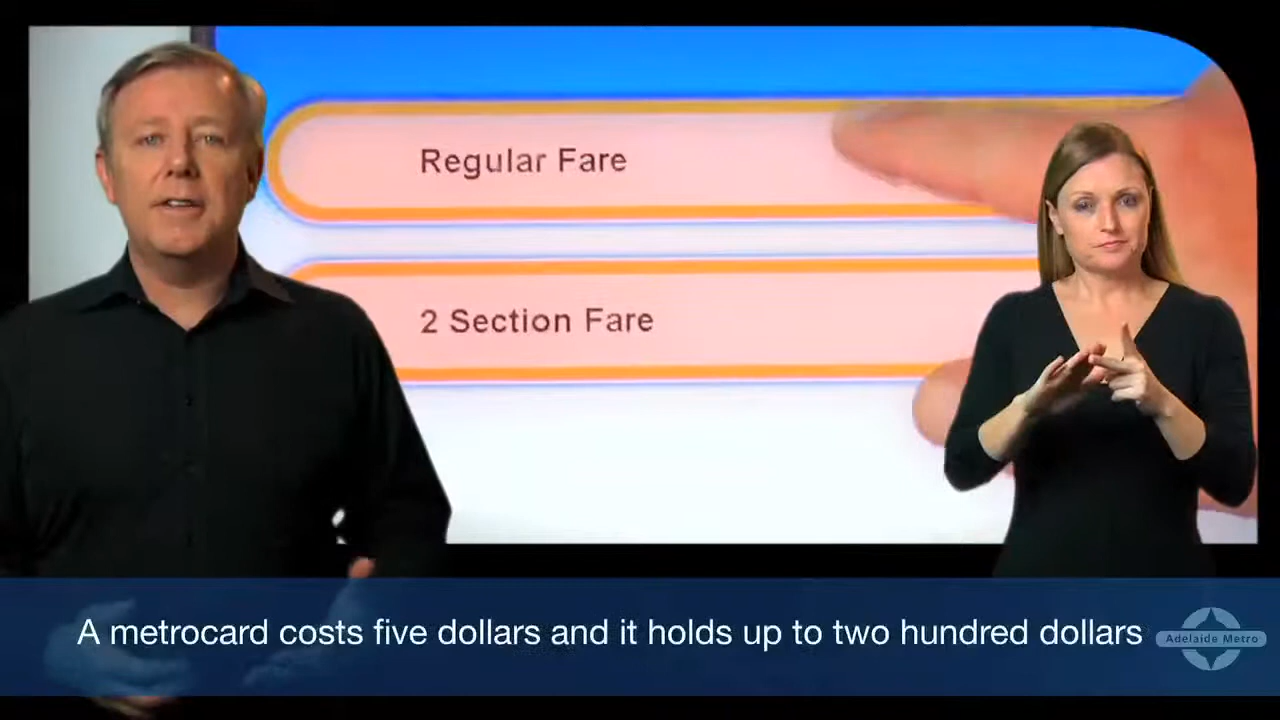 Regular Fare
2 Section Fare
A metrocard costs five dollars and it holds up to two hundred dollars
Adelaide Metro